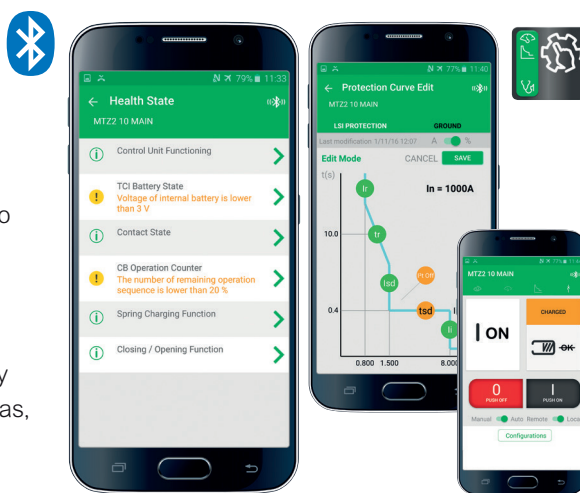 79% 11:33
← Health State
MTZ2 10 MAIN
Control Unit Functioning
TCI Battery State
Voltage of internal battery is lower
than 3 V
Contact State
CB Operation Counter
The number of remaining operation
sequence is lower than 20 %
Spring Charging Function
Closing / Opening Function
o
y
as,
77% 11:40
← Protection Curve Edit
MTZ2 10 MAIN
LSI PROTECTION GROUND
Last modification 1/11/16 12:07 A %
Edit Mode CANCEL SAVE
t(s)
In = 1000A
Ir
10.0
tr
Isd
I²t Off
0.4
tsd
Ii
0.800 1.500 8.000
MTZ2 10 MAIN
I ON
CHARGED
OK
0
PUSH OFF
I
PUSH ON
Manual Auto Remote Local
Configurations